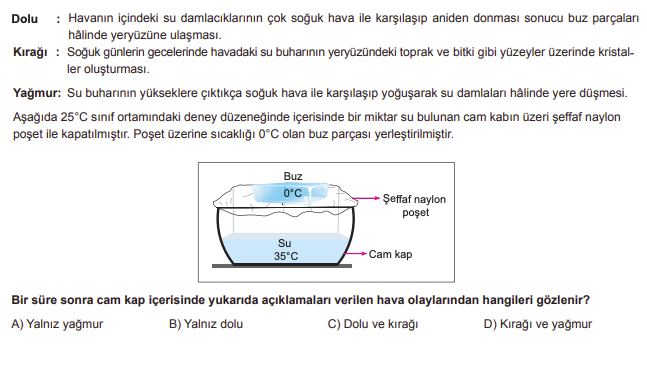 Dolu : Havanın içindeki su damlacıklarının çok soğuk hava ile karşılaşıp aniden donması sonucu buz parçaları
hâlinde yeryüzüne ulaşması.
Kırağı : Soğuk günlerin gecelerinde havadaki su buharının yeryüzündeki toprak ve bitki gibi yüzeyler üzerinde kristal-
ler oluşturması.
Yağmur: Su buharının yükseklere çıktıkça soğuk hava ile karşılaşıp yoğuşarak su damlaları hâlinde yere düşmesi.
Aşağıda 25°C sınıf ortamındaki deney düzeneğinde içerisinde bir miktar su bulunan cam kabın üzeri şeffaf naylon
poşet ile kapatılmıştır. Poşet üzerine sıcaklığı 0°C olan buz parçası yerleştirilmiştir.
Buz
0°C
Şeffaf naylon
poşet
Su
35°C
Cam kap
Bir süre sonra cam kap içerisinde yukarıda açıklamaları verilen hava olaylarından hangileri gözlenir?
A) Yalnız yağmur B) Yalnız dolu C) Dolu ve kırağı D) Kırağı ve yağmur